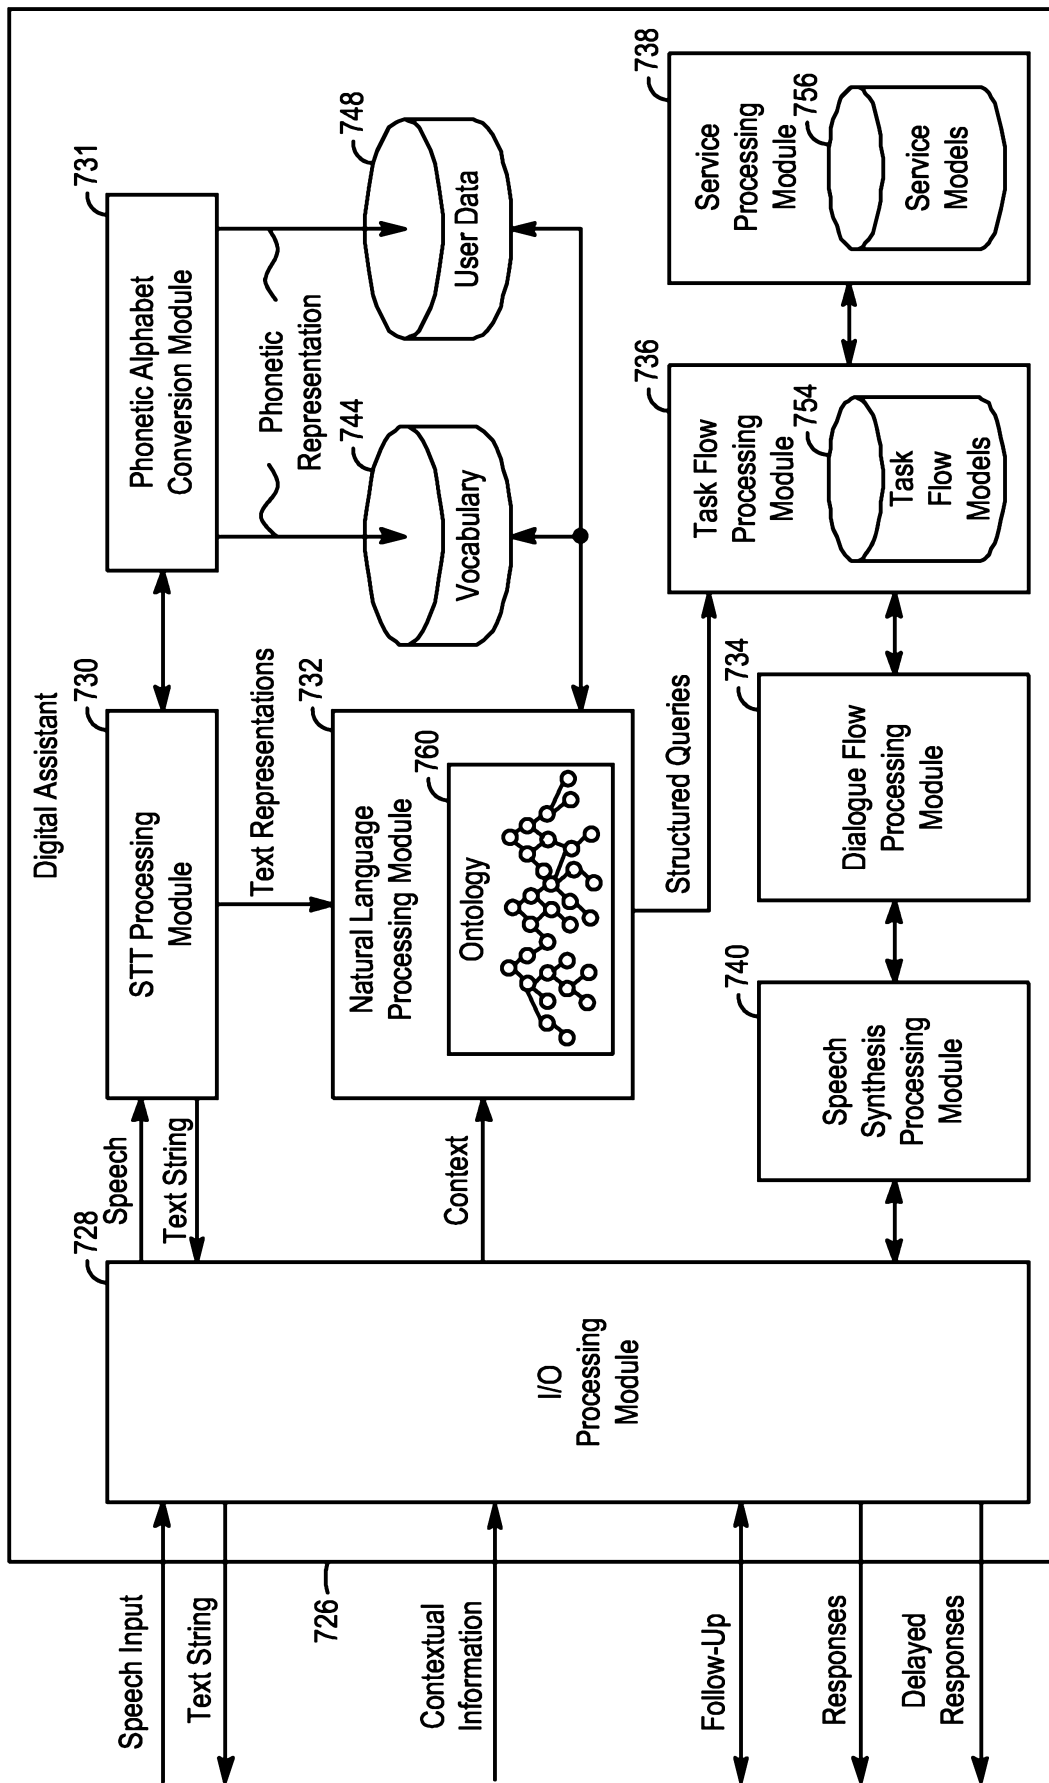 Digital Assistant
Speech Input
Text String
726
Contextual
Information
Follow-Up
Responses
Delayed
Responses
728
I/O
Processing
Module
Speech
Text String
Context
730
STT Processing
Module
Text Representations
731
Phonetic Alphabet
Conversion Module
Phonetic
Representation
744
Vocabulary
748
User Data
732
Natural Language
Processing Module
760
Ontology
Structured Queries
740
Speech
Synthesis
Processing
Module
734
Dialogue Flow
Processing
Module
736
Task Flow
Processing
Module
754
Task
Flow
Models
738
Service
Processing
Module
756
Service
Models